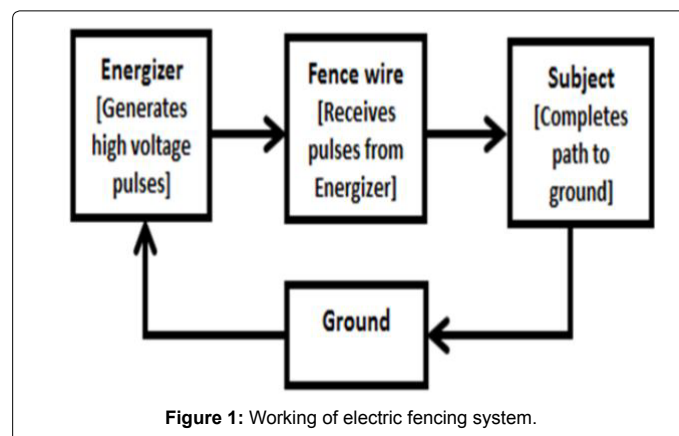 Energizer
[Generates
high voltage
pulses]
Fence wire
[Receives
pulses from
Energizer]
Subject
[Completes
path to
ground]
Ground
Figure 1: Working of electric fencing system.